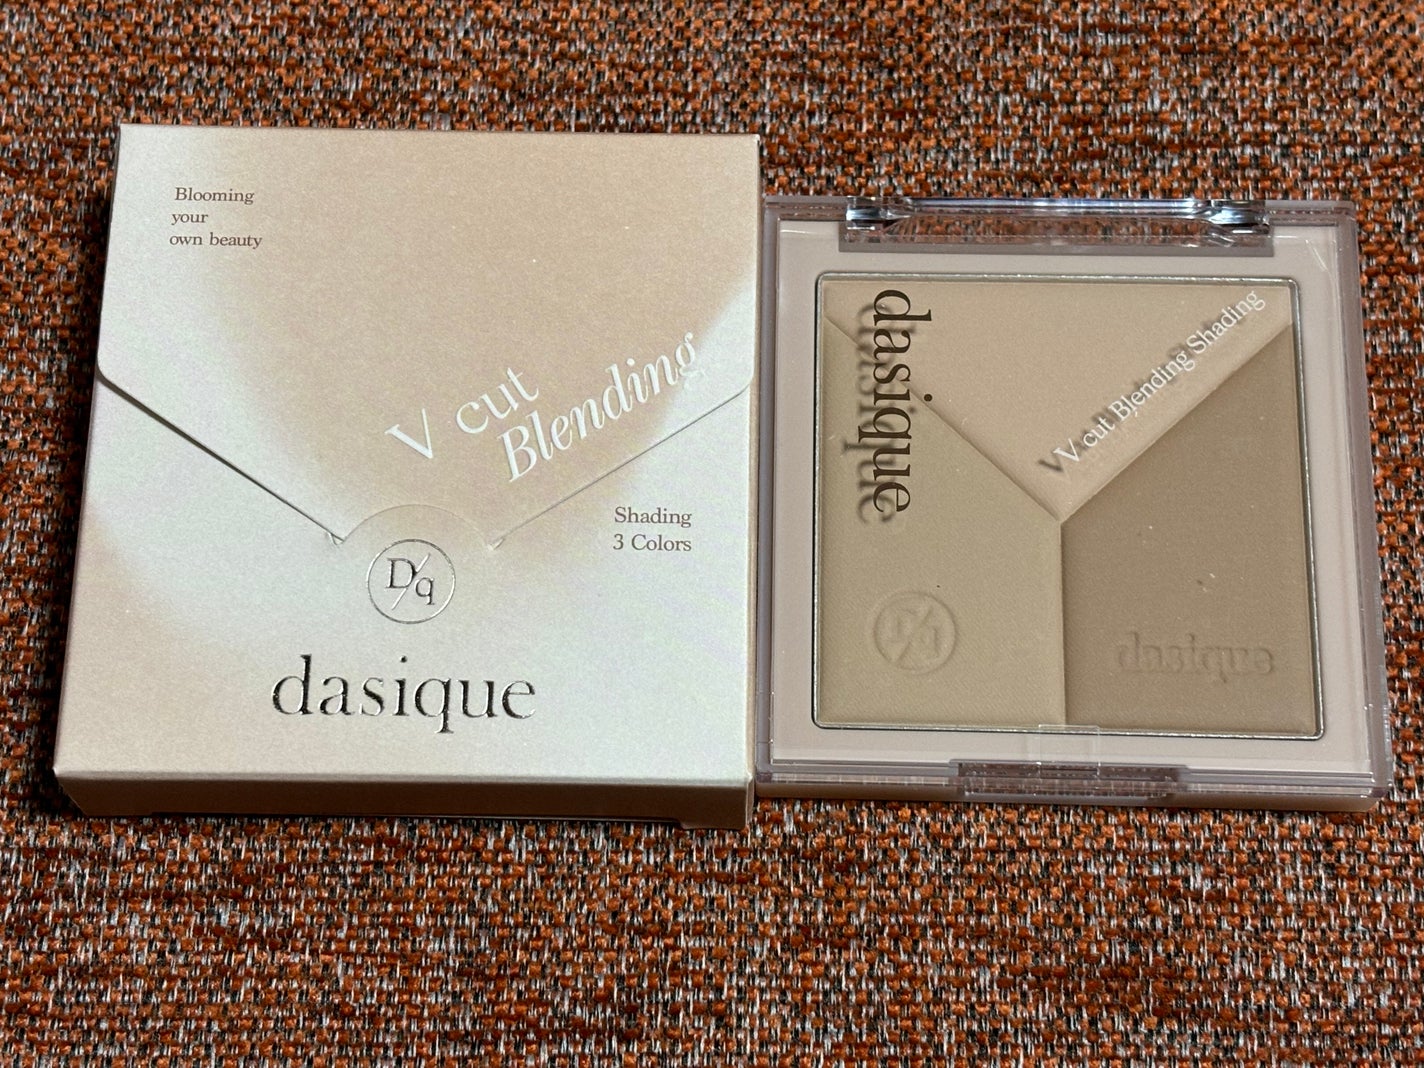 Blooming
your
own beauty
V cut
Blending
Shading
3 Colors
D/q
dasique
dasique
V cut Blending Shading
D/q
dasique